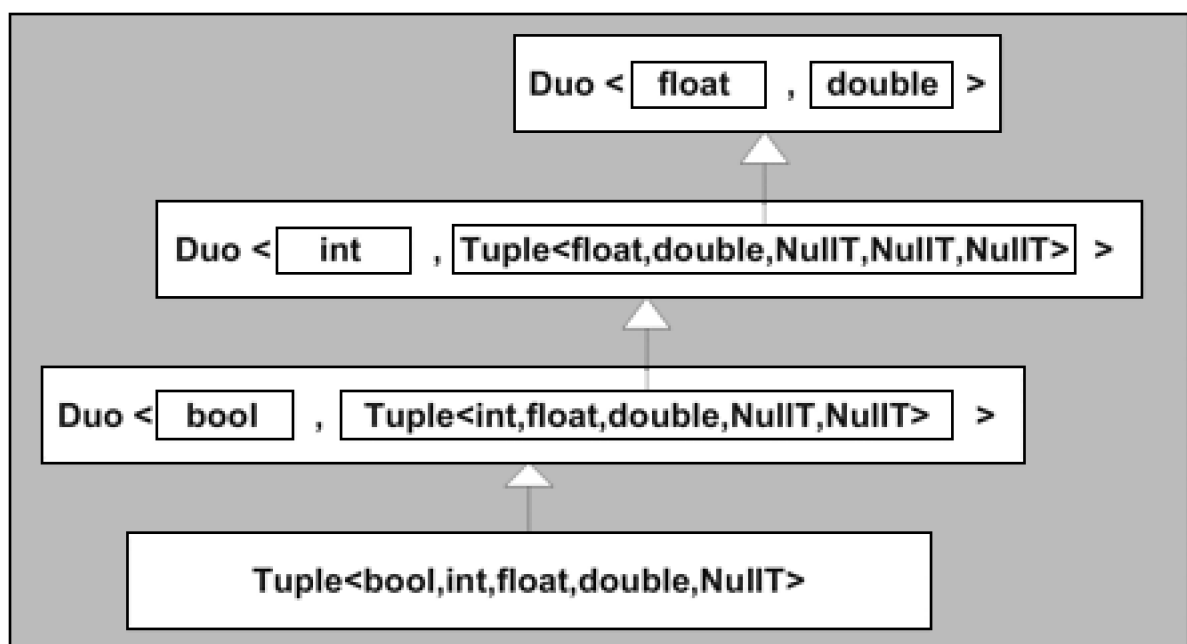 Duo < float , double >
Duo < int , Tuple<float,double,NullT,NullT,NullT> >
Duo < bool , Tuple<int,float,double,NullT,NullT> >
Tuple<bool,int,float,double,NullT>